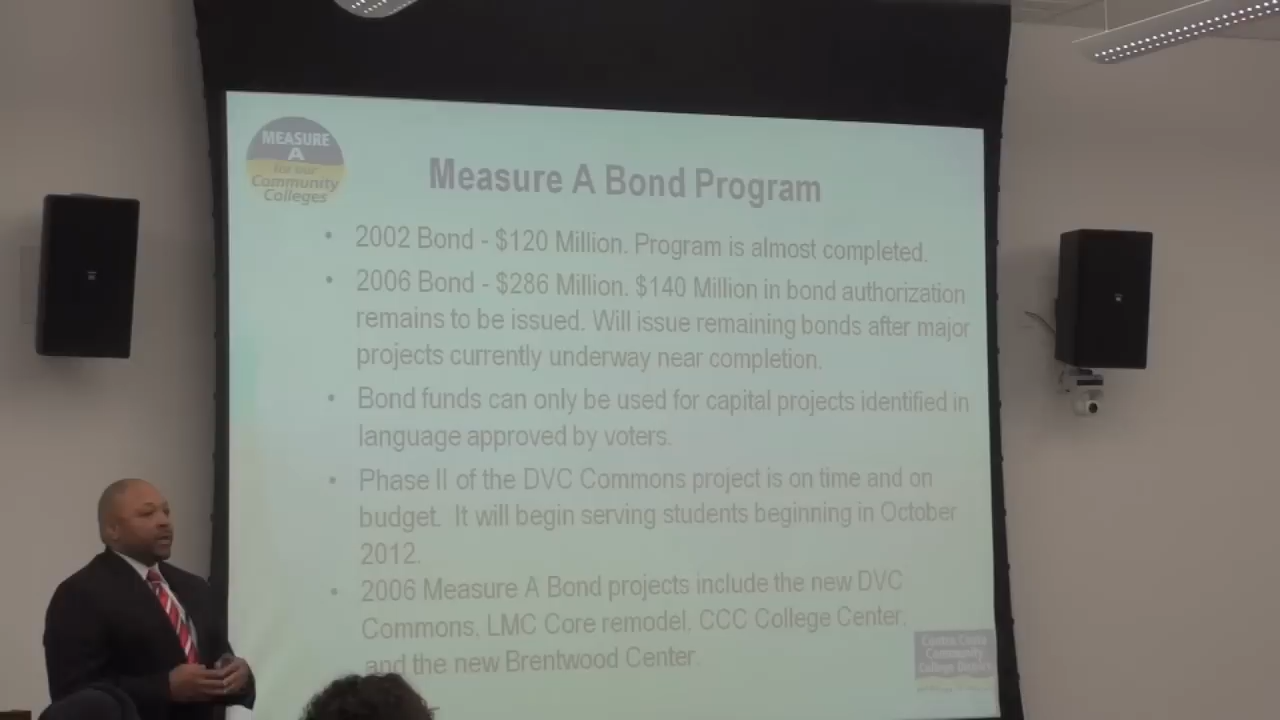 MEASURE
A
for our
Community
Colleges
Measure A Bond Program
• 2002 Bond - $120 Million. Program is almost completed.
• 2006 Bond - $286 Million. $140 Million in bond authorization
remains to be issued. Will issue remaining bonds after major
projects currently underway near completion.
• Bond funds can only be used for capital projects identified in
language approved by voters.
• Phase II of the DVC Commons project is on time and on
budget. It will begin serving students beginning in October
2012.
• 2006 Measure A Bond projects include the new DVC
Commons, LMC Core remodel, CCC College Center,
and the new Brentwood Center.
Contra Costa
Community
College District